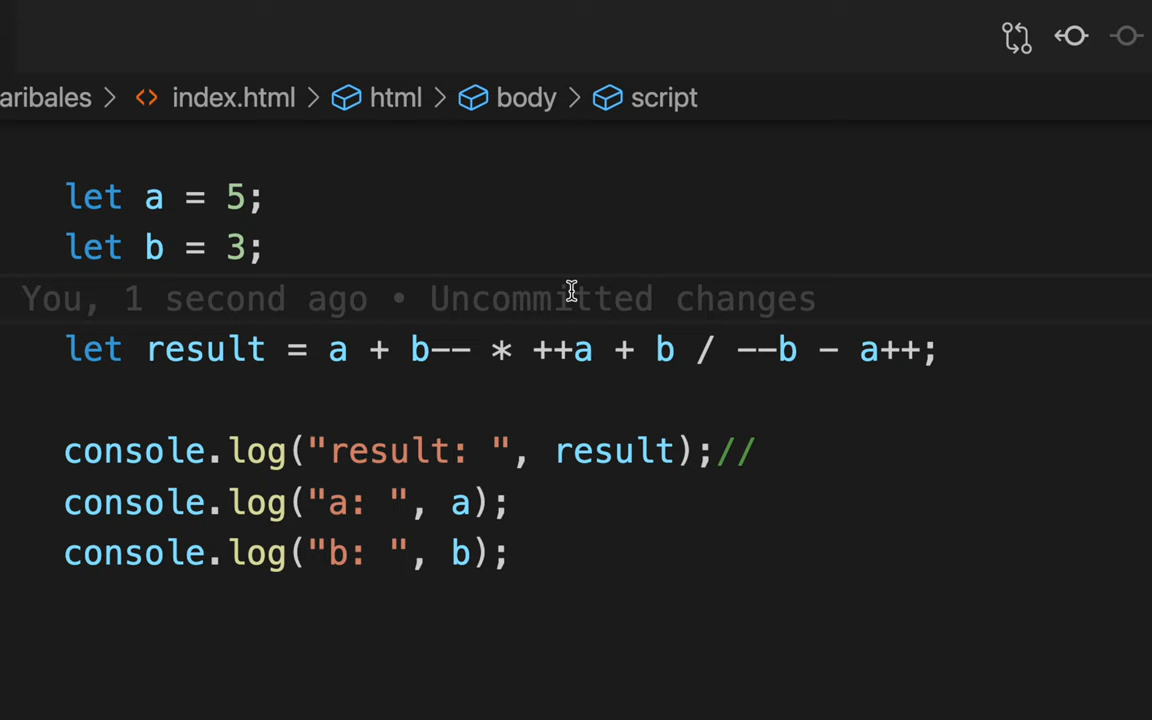 aribales > index.html > html > body > script
let a = 5;
let b = 3;
You, 1 second ago • Uncommitted changes
let result = a + b-- * ++a + b / --b - a++;
console.log("result: ", result);//
console.log("a: ", a);
console.log("b: ", b);